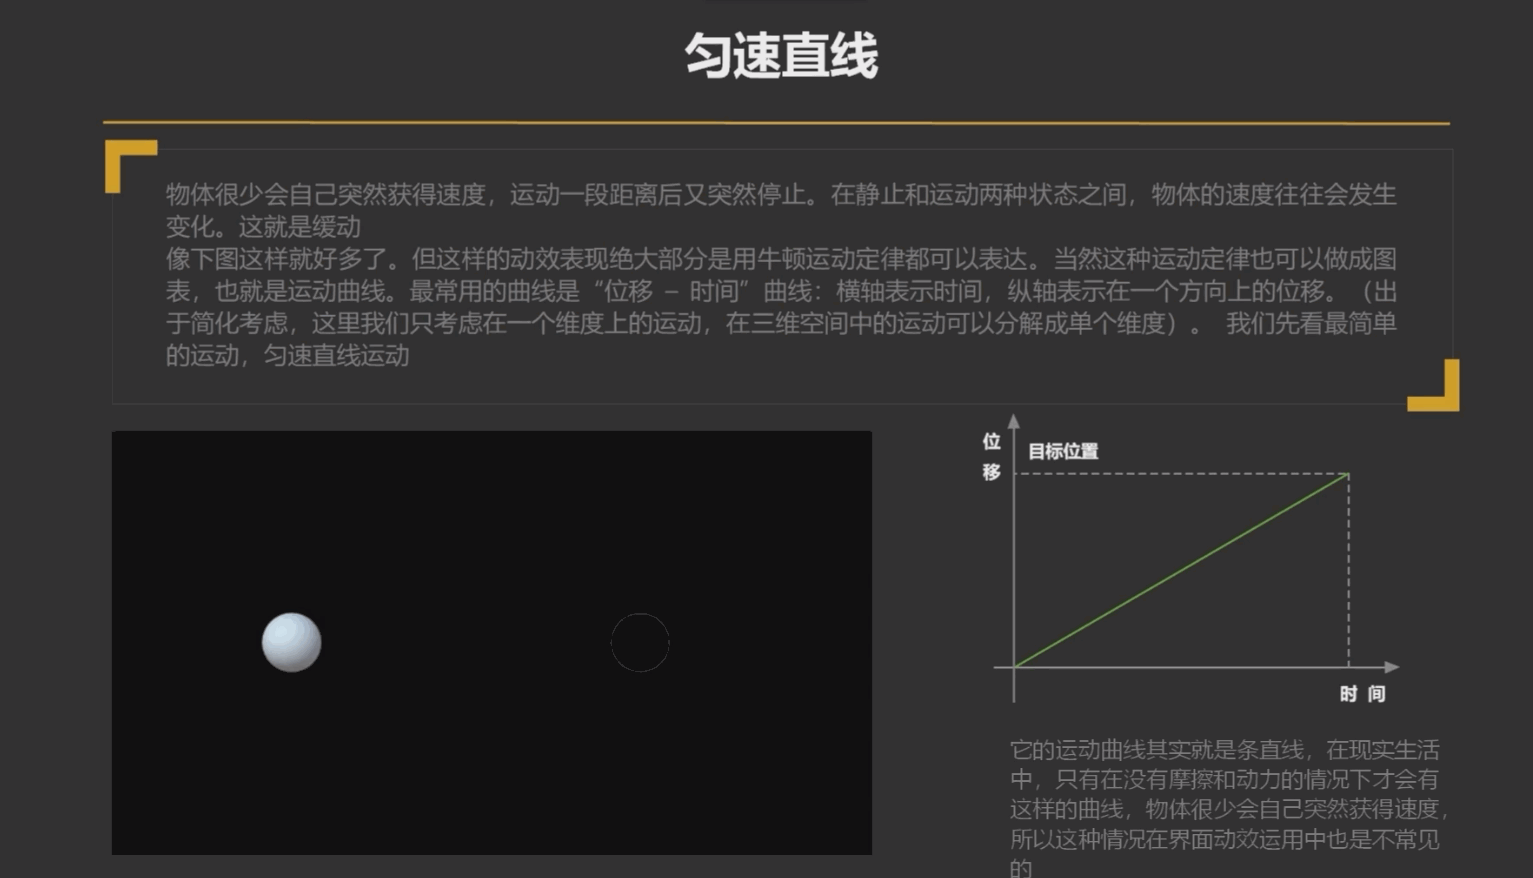 匀速直线
物体很少会自己突然获得速度，运动一段距离后又突然停止。在静止和运动两种状态之间，物体的速度往往会发生
变化。这就是缓动
像下图这样就好多了。但这样的动效表现绝大部分是用牛顿运动定律都可以表达。当然这种运动定律也可以做成图
表，也就是运动曲线。最常用的曲线是“位移 – 时间”曲线：横轴表示时间，纵轴表示在一个方向上的位移。（出
于简化考虑，这里我们只考虑在一个维度上的运动，在三维空间中的运动可以分解成单个维度）。 我们先看最简单
的运动，匀速直线运动
位
移
目标位置
时 间
它的运动曲线其实就是条直线，在现实生活
中，只有在没有摩擦和动力的情况下才会有
这样的曲线，物体很少会自己突然获得速度，
所以这种情况在界面动效运用中也是不常见
的